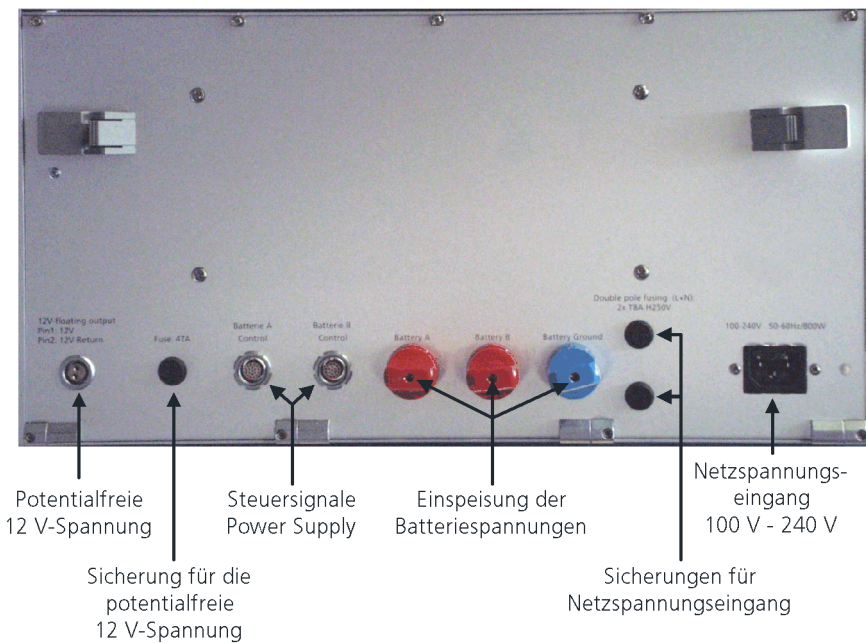 12V-floating output
Pin1: 12V
Pin2: 12V Return
Fuse: 4TA
Batterie A
Control
Batterie B
Control
Battery A
Battery B
Battery Ground
Double pole fusing: (L+N):
2x T8A H250V
100-240V 50-60Hz/800W
Potentialfreie
12 V-Spannung
Steuersignale
Power Supply
Einspeisung der
Batteriespannungen
Netzspannungs-
eingang
100 V - 240 V
Sicherung für die
potentialfreie
12 V-Spannung
Sicherungen für
Netzspannungseingang